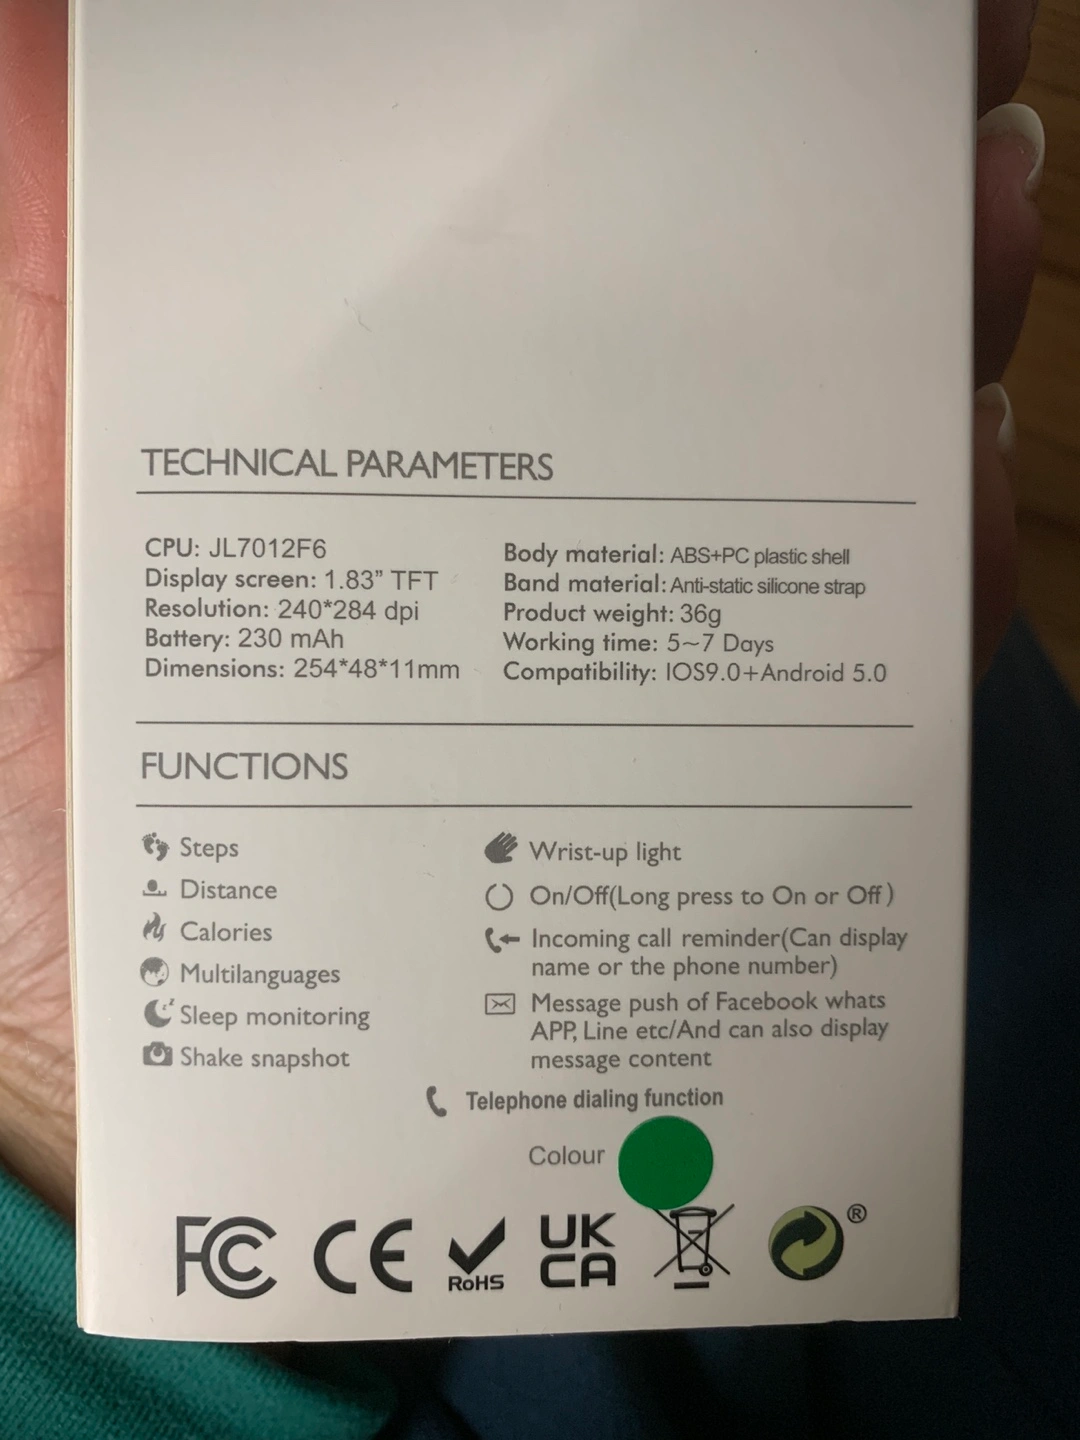 TECHNICAL PARAMETERS
CPU: JL7012F6
Display screen: 1.83” TFT
Resolution: 240*284 dpi
Battery: 230 mAh
Dimensions: 254*48*11mm
Body material: ABS+PC plastic shell
Band material: Anti-static silicone strap
Product weight: 36g
Working time: 5~7 Days
Compatibility: IOS9.0+Android 5.0
FUNCTIONS
Steps
Distance
Calories
Multilanguages
Sleep monitoring
Shake snapshot
Wrist-up light
On/Off(Long press to On or Off )
Incoming call reminder(Can display
name or the phone number)
Message push of Facebook whats
APP, Line etc/And can also display
message content
Telephone dialing function
Colour
FC CE RoHS UK CA ®